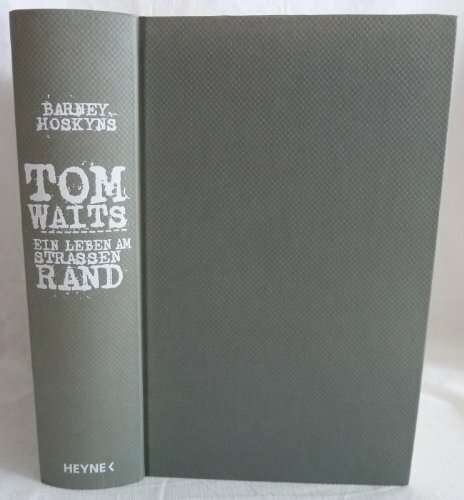 BARNEY
HOSKYNS
TOM
WAITS
EIN LEBEN AM
STRASSEN
RAND
HEYNE<